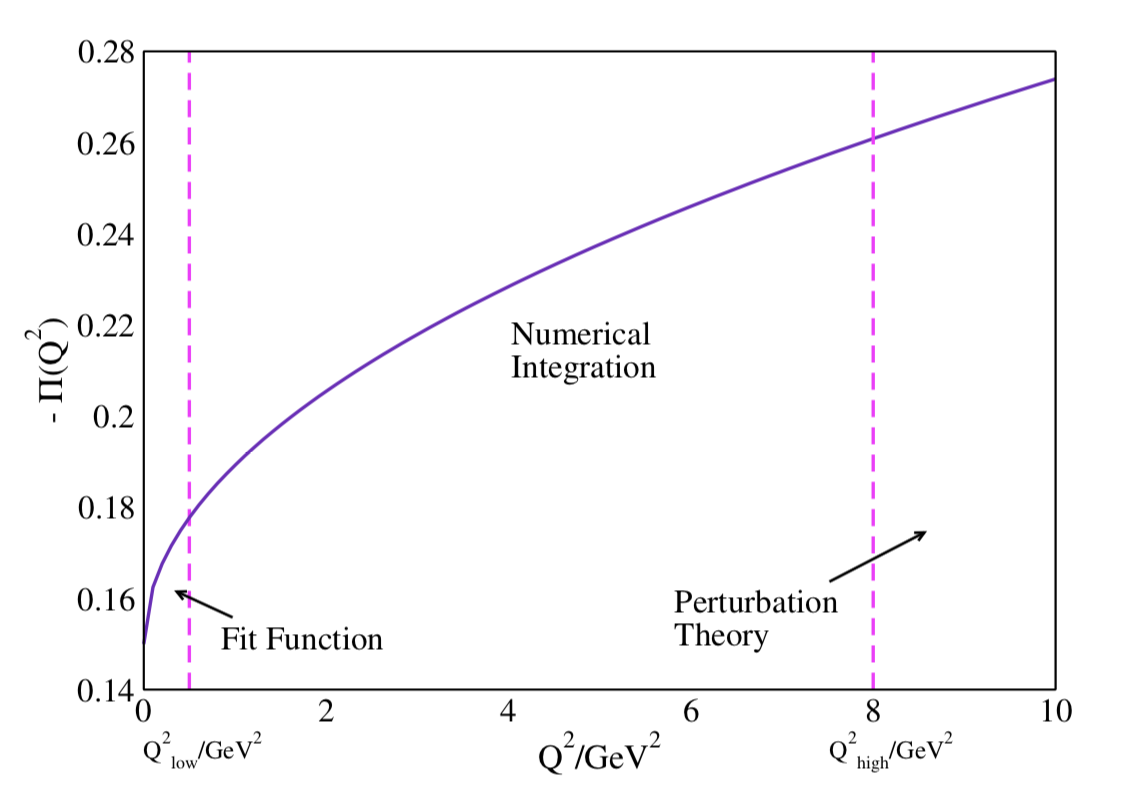 0.28
0.26
0.24
0.22
0.2
0.18
0.16
0.14
- Π(Q²)
Numerical
Integration
Perturbation
Theory
Fit Function
0 2 4 6 8 10
Q²low/GeV² Q²/GeV² Q²high/GeV²